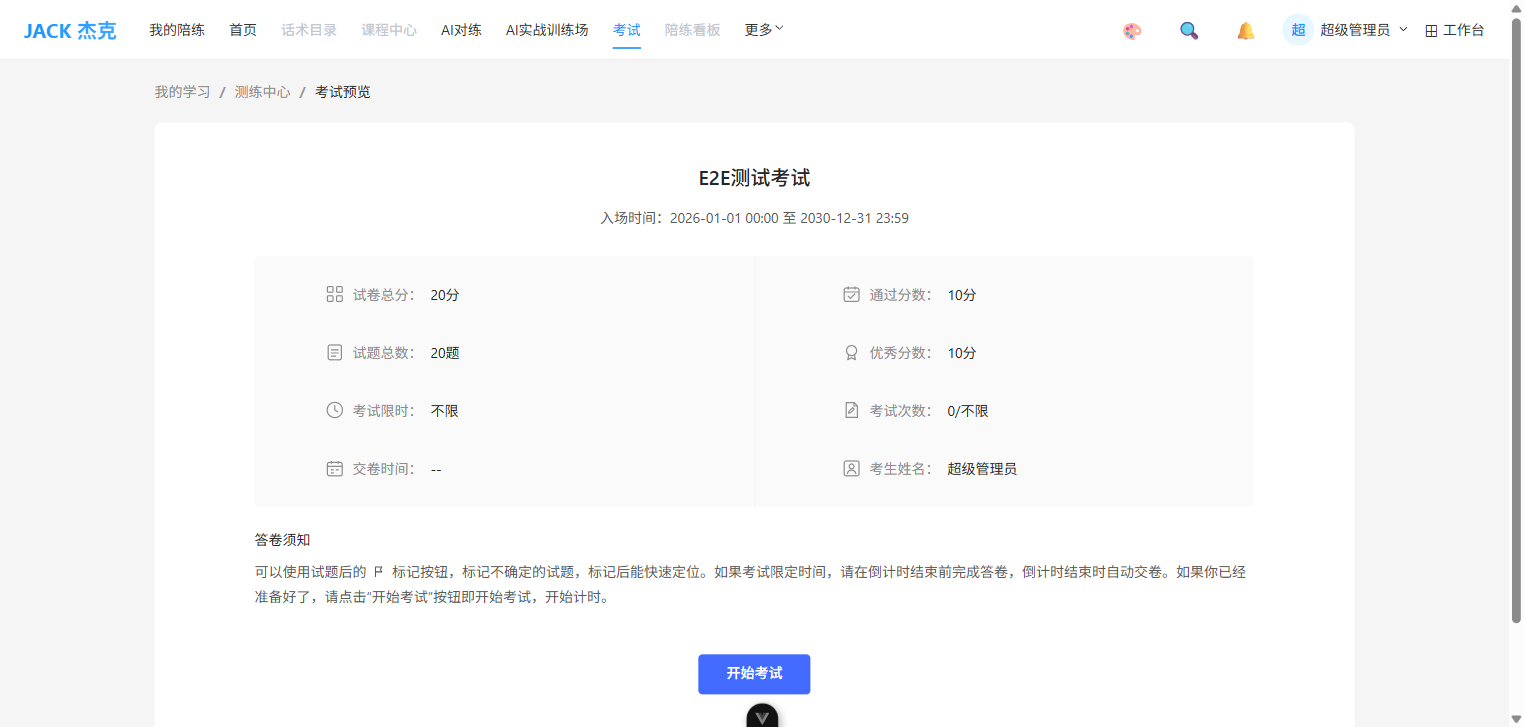 JACK 杰克 我的陪练 首页 话术目录 课程中心 AI对练 AI实战训练场 考试 陪练看板 更多 超 超级管理员 工作台
我的学习 / 测练中心 / 考试预览
E2E测试考试
入场时间：2026-01-01 00:00 至 2030-12-31 23:59
试卷总分： 20分 通过分数： 10分
试题总数： 20题 优秀分数： 10分
考试限时： 不限 考试次数： 0/不限
交卷时间： -- 考生姓名： 超级管理员
答卷须知
可以使用试题后的 标记按钮，标记不确定的试题，标记后能快速定位。如果考试限定时间，请在倒计时结束前完成答卷，倒计时结束时自动交卷。如果你已经
准备好了，请点击“开始考试”按钮即开始考试，开始计时。
开始考试